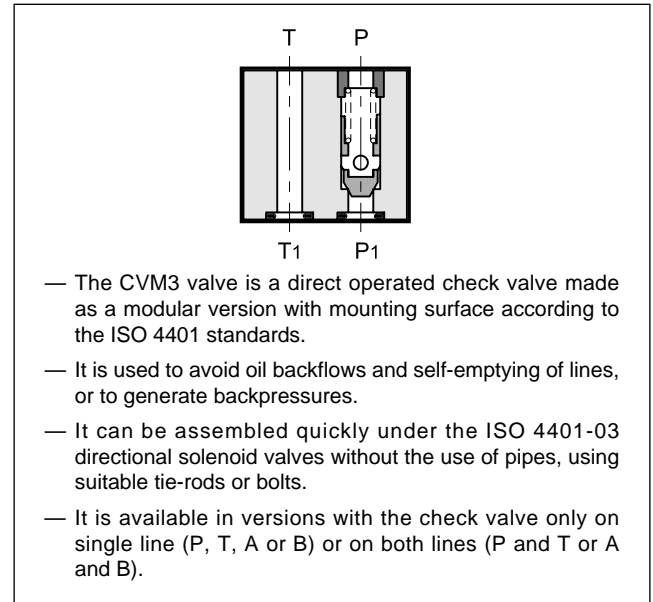 T P
T1 P1
— The CVM3 valve is a direct operated check valve made
as a modular version with mounting surface according to
the ISO 4401 standards.
— It is used to avoid oil backflows and self-emptying of lines,
or to generate backpressures.
— It can be assembled quickly under the ISO 4401-03
directional solenoid valves without the use of pipes, using
suitable tie-rods or bolts.
— It is available in versions with the check valve only on
single line (P, T, A or B) or on both lines (P and T or A
and B).